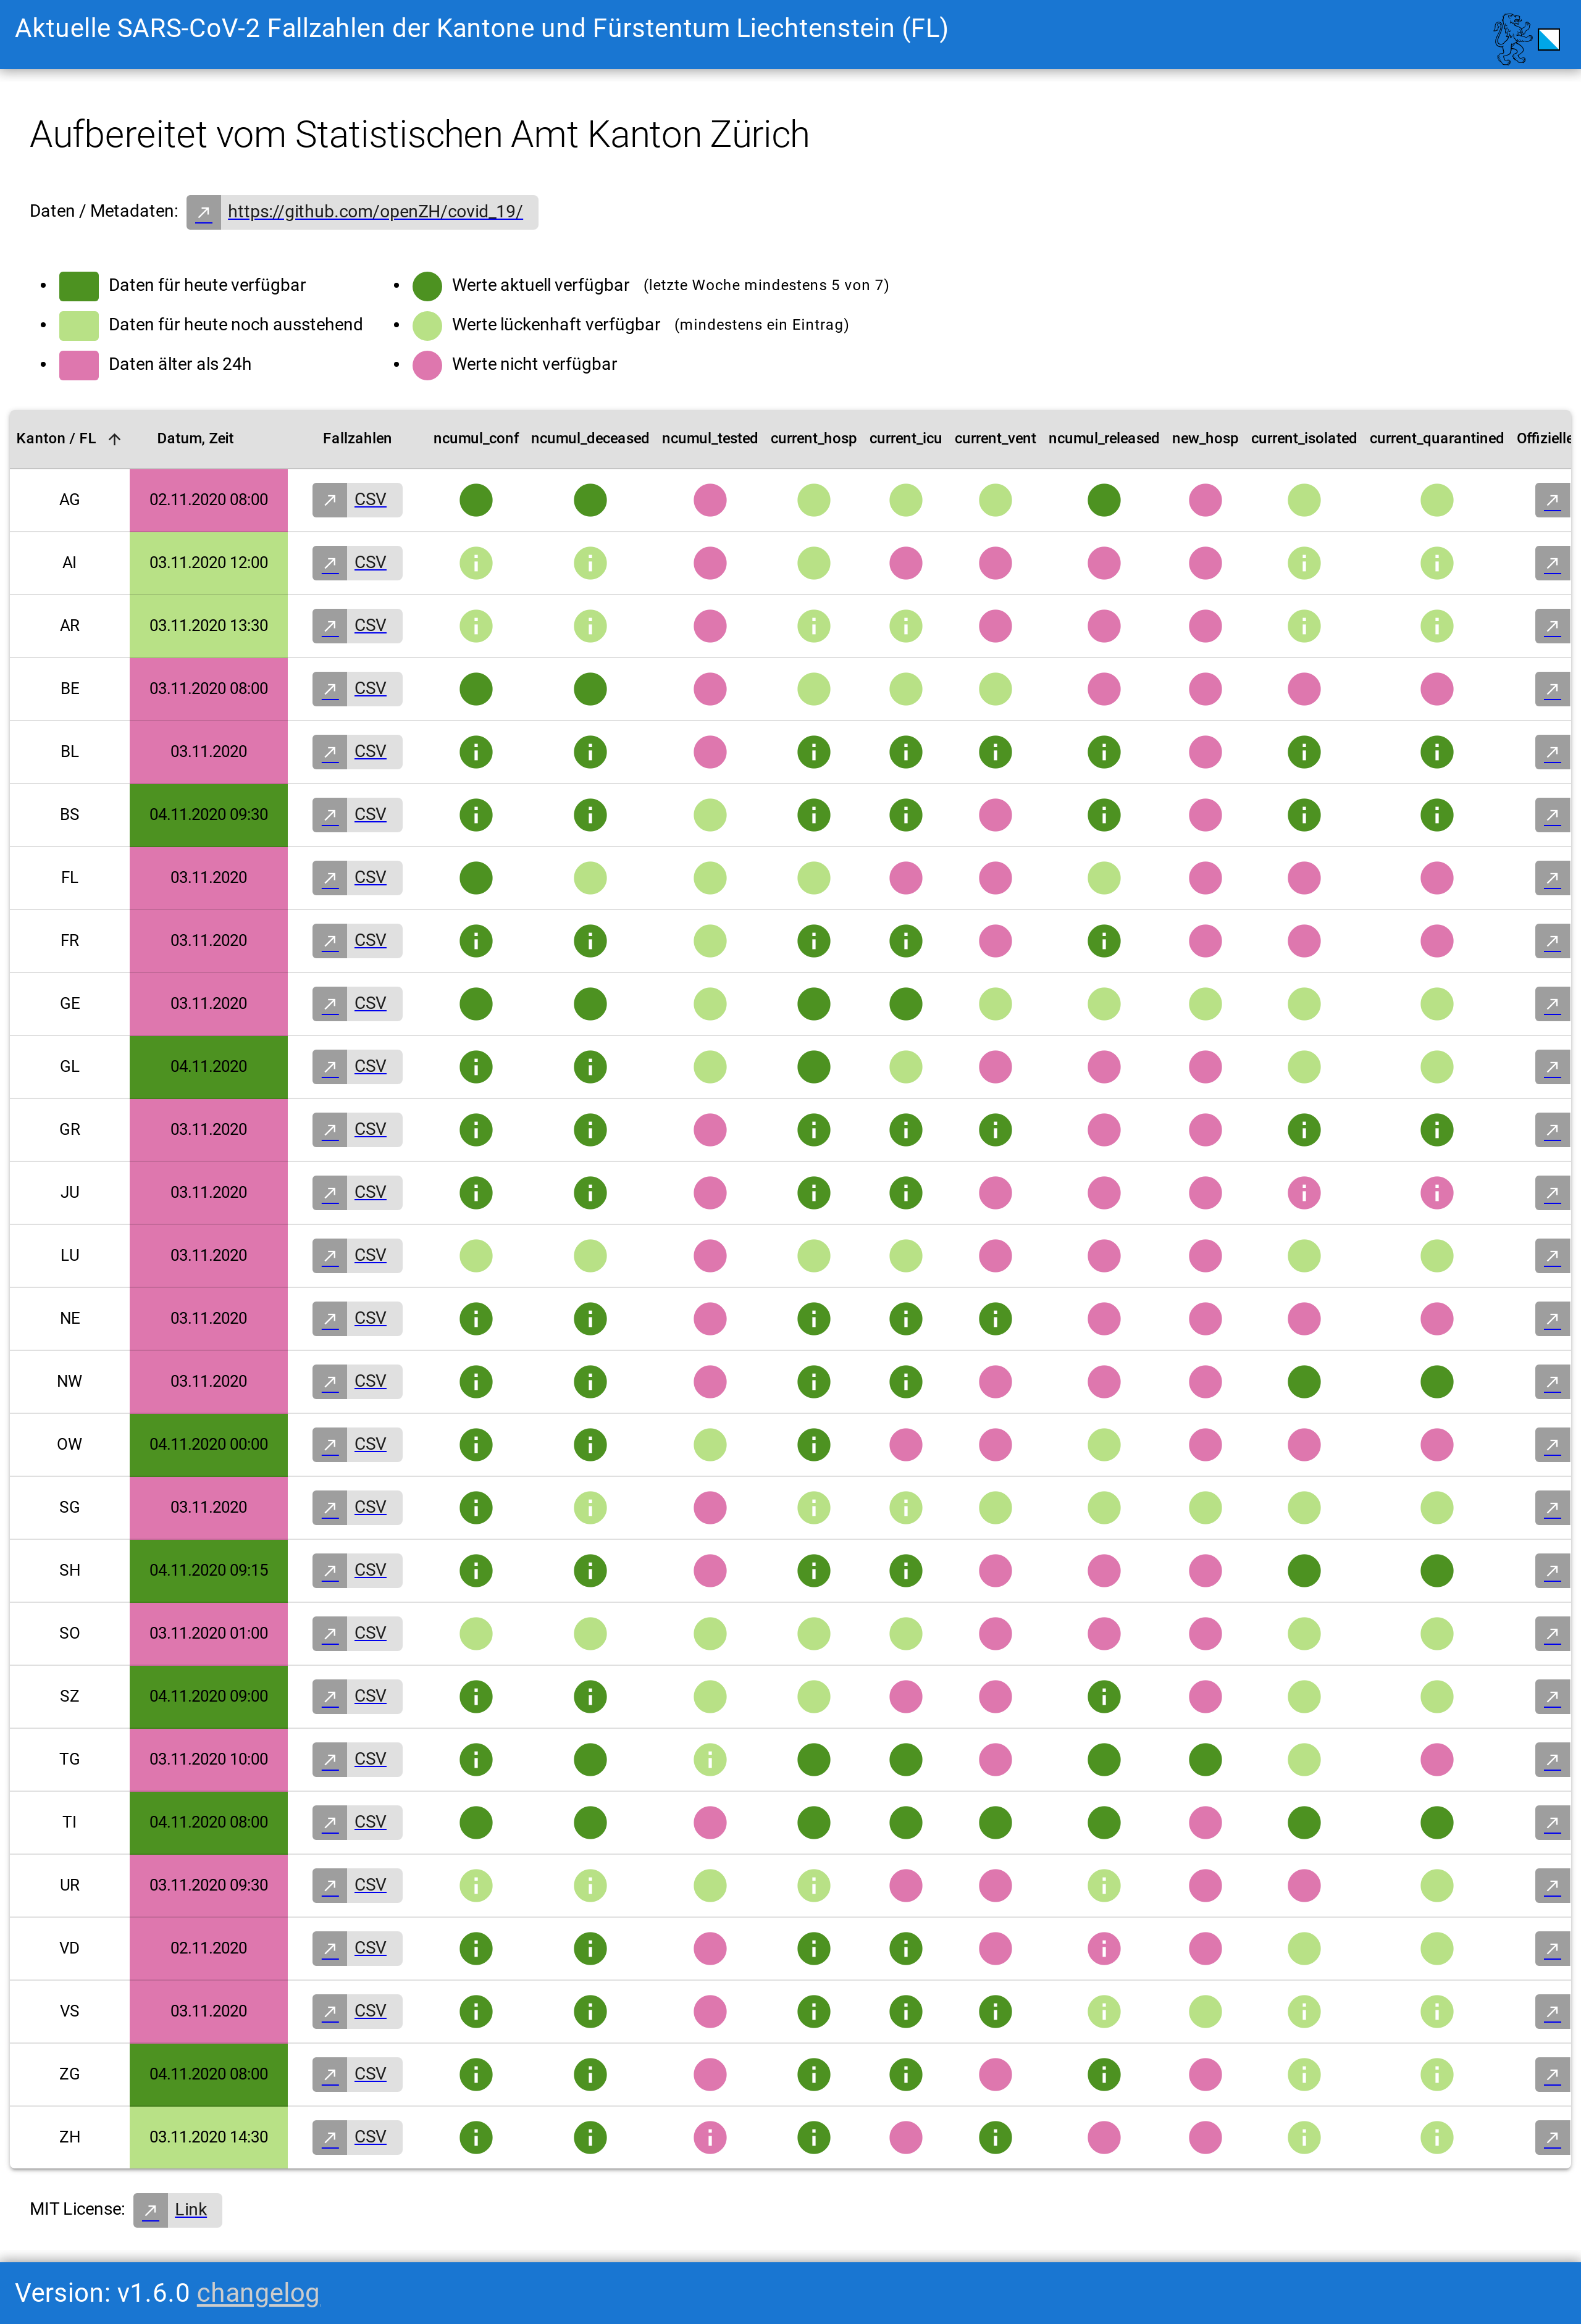 Aktuelle SARS-CoV-2 Fallzahlen der Kantone und Fürstentum Liechtenstein (FL)
Aufbereitet vom Statistischen Amt Kanton Zürich
Daten / Metadaten: https://github.com/openZH/covid_19/
Daten für heute verfügbar
Daten für heute noch ausstehend
Daten älter als 24h
Werte aktuell verfügbar (letzte Woche mindestens 5 von 7)
Werte lückenhaft verfügbar (mindestens ein Eintrag)
Werte nicht verfügbar
Kanton / FL Datum, Zeit Fallzahlen ncumul_conf ncumul_deceased ncumul_tested current_hosp current_icu current_vent ncumul_released new_hosp current_isolated current_quarantined Offizielle
AG 02.11.2020 08:00 CSV
AI 03.11.2020 12:00 CSV
AR 03.11.2020 13:30 CSV
BE 03.11.2020 08:00 CSV
BL 03.11.2020 CSV
BS 04.11.2020 09:30 CSV
FL 03.11.2020 CSV
FR 03.11.2020 CSV
GE 03.11.2020 CSV
GL 04.11.2020 CSV
GR 03.11.2020 CSV
JU 03.11.2020 CSV
LU 03.11.2020 CSV
NE 03.11.2020 CSV
NW 03.11.2020 CSV
OW 04.11.2020 00:00 CSV
SG 03.11.2020 CSV
SH 04.11.2020 09:15 CSV
SO 03.11.2020 01:00 CSV
SZ 04.11.2020 09:00 CSV
TG 03.11.2020 10:00 CSV
TI 04.11.2020 08:00 CSV
UR 03.11.2020 09:30 CSV
VD 02.11.2020 CSV
VS 03.11.2020 CSV
ZG 04.11.2020 08:00 CSV
ZH 03.11.2020 14:30 CSV
MIT License: Link
Version: v1.6.0 changelog